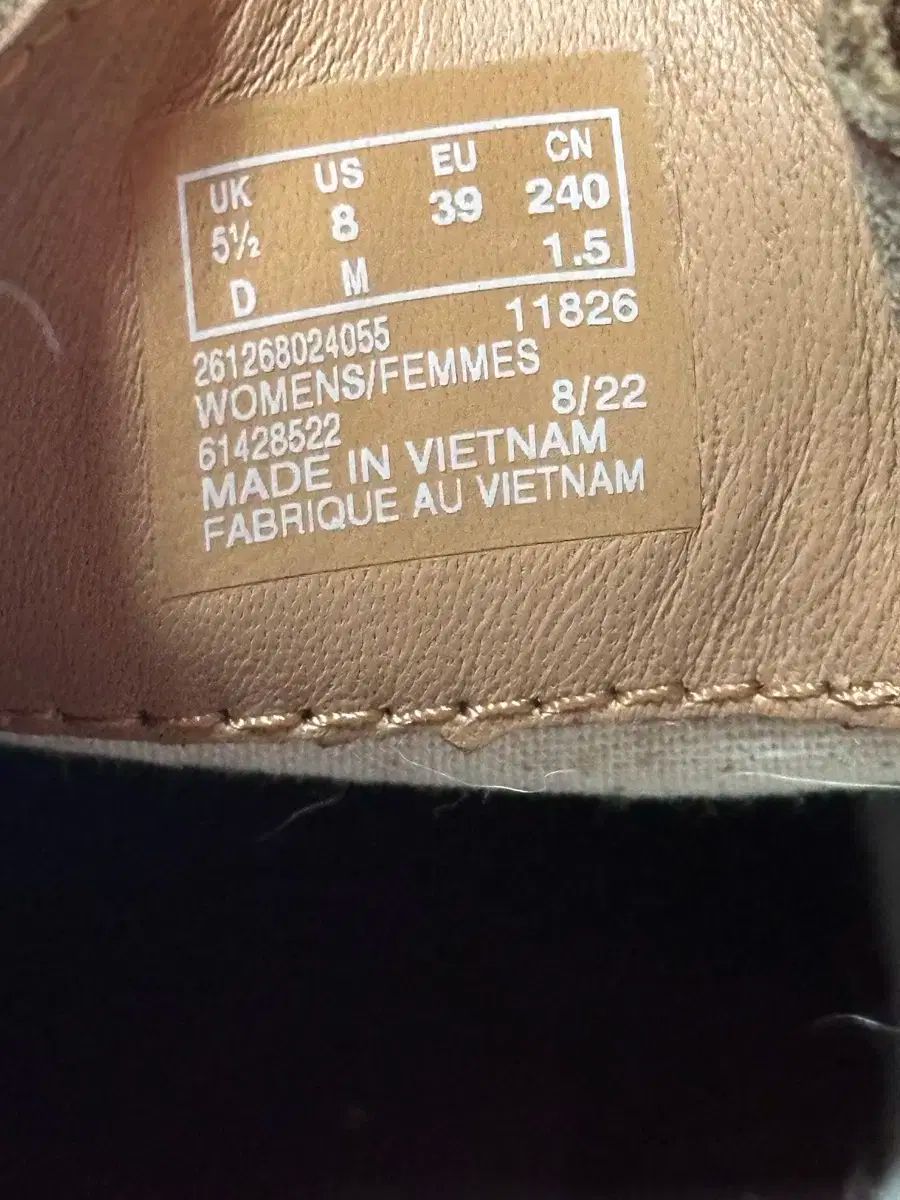 UK US EU CN
5½ 8 39 240
D M 1.5
261268024055 11826
WOMENS/FEMMES
61428522 8/22
MADE IN VIETNAM
FABRIQUE AU VIETNAM